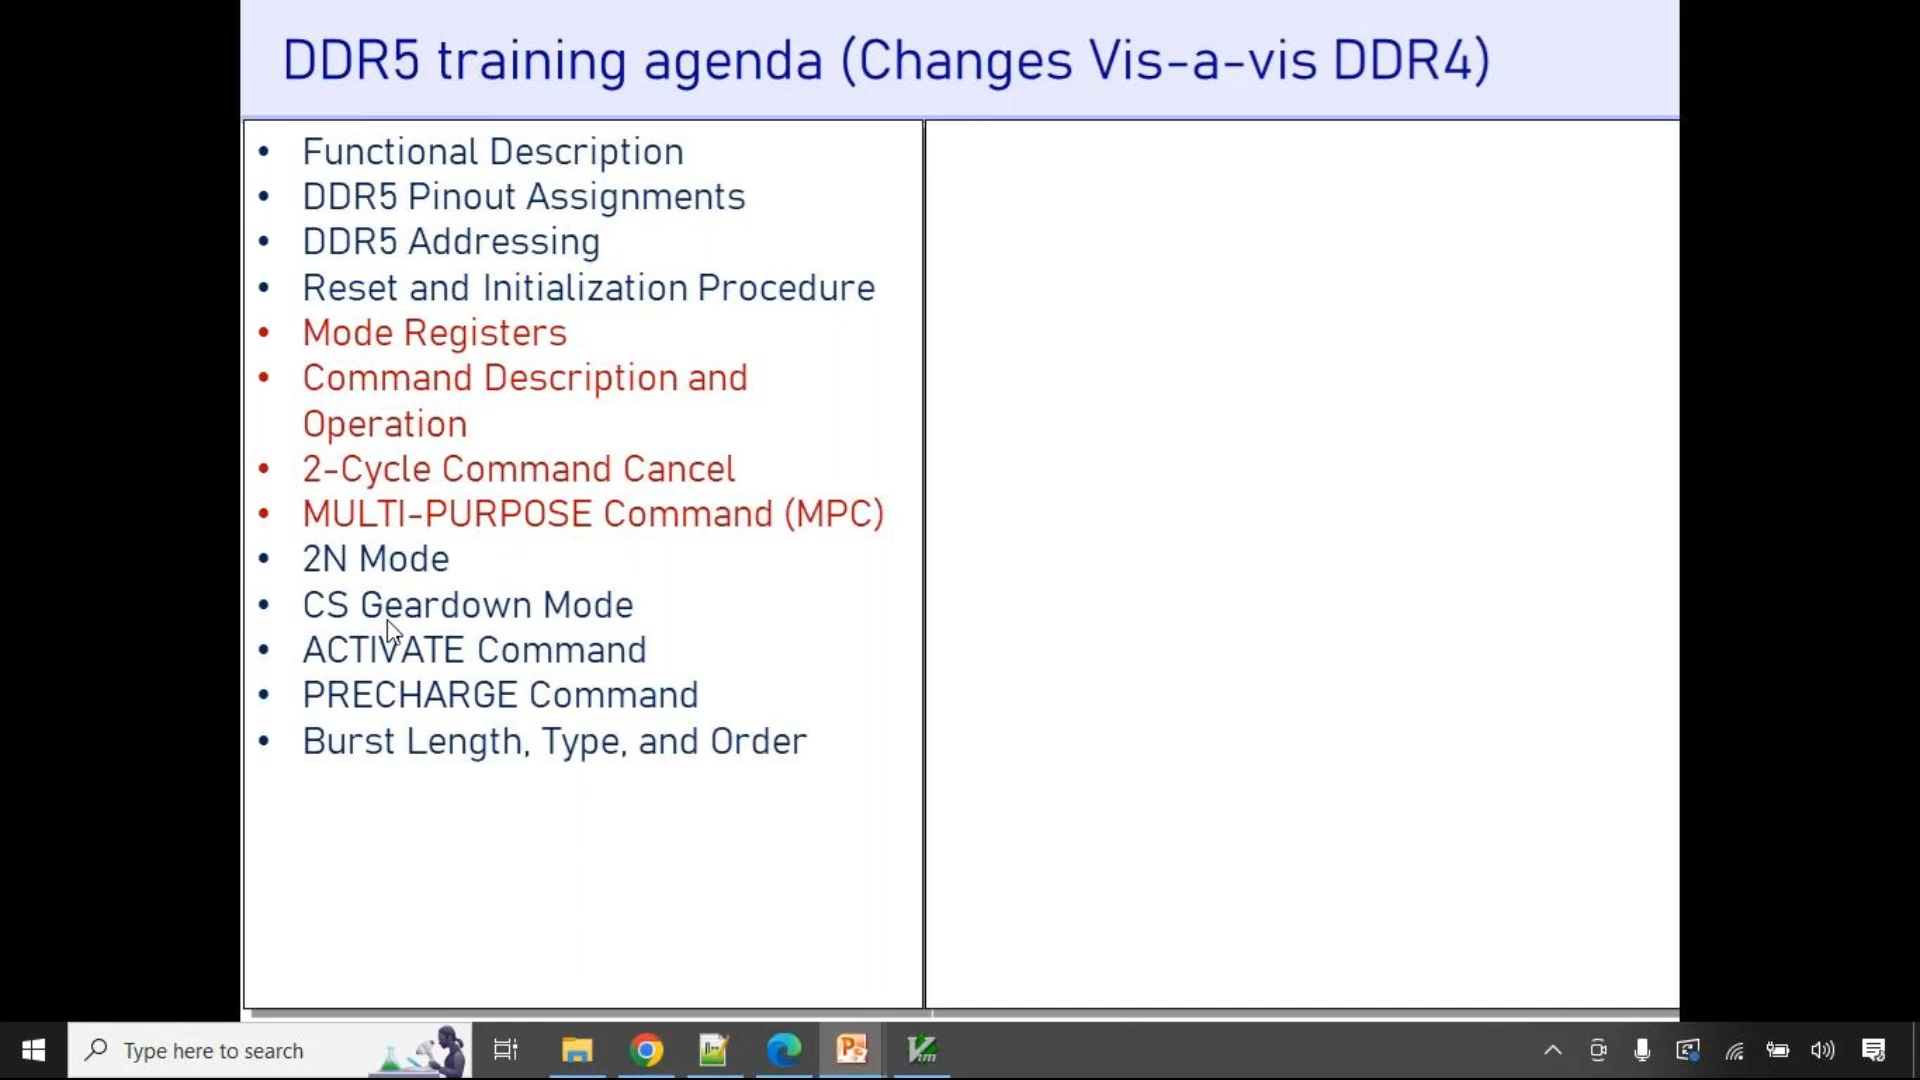 DDR5 training agenda (Changes Vis-a-vis DDR4)
• Functional Description
• DDR5 Pinout Assignments
• DDR5 Addressing
• Reset and Initialization Procedure
• Mode Registers
• Command Description and
Operation
• 2-Cycle Command Cancel
• MULTI-PURPOSE Command (MPC)
• 2N Mode
• CS Geardown Mode
• ACTIVATE Command
• PRECHARGE Command
• Burst Length, Type, and Order
Type here to search